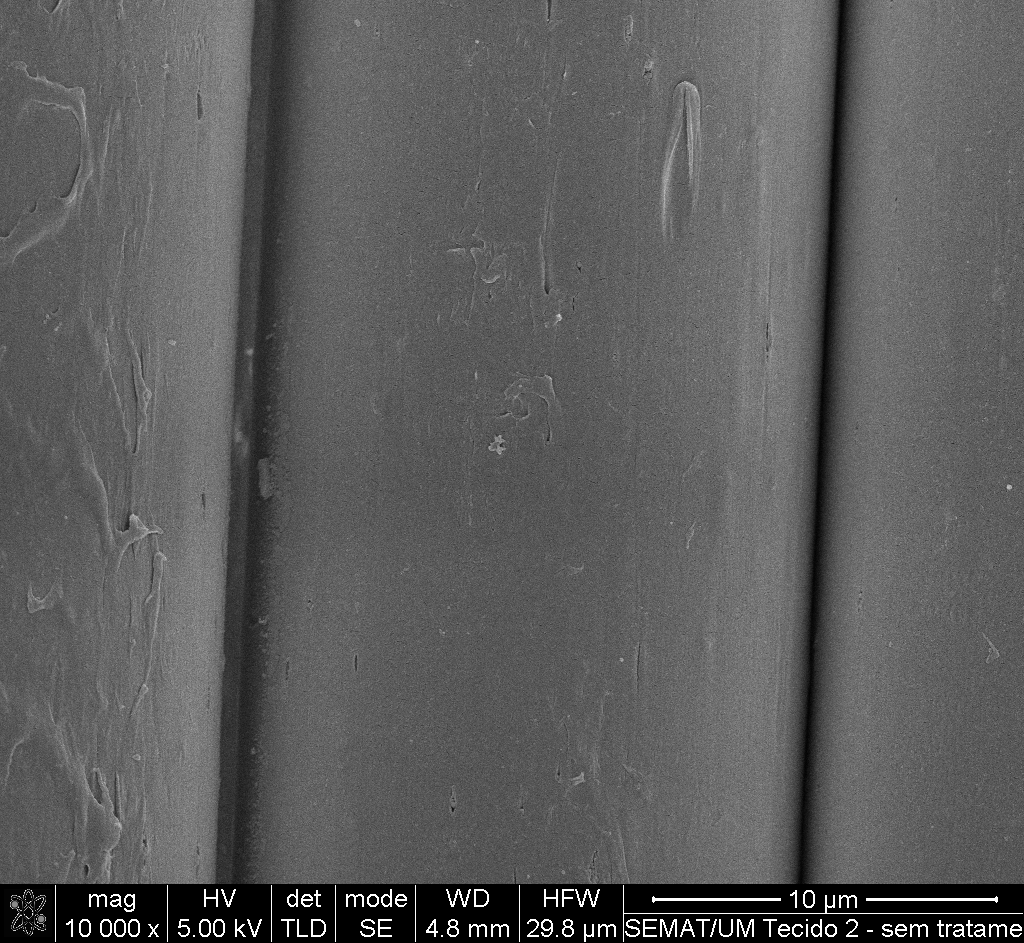 mag HV det mode WD HFW 10 µm
10 000 x 5.00 kV TLD SE 4.8 mm 29.8 µm SEMAT/UM Tecido 2 - sem tratame